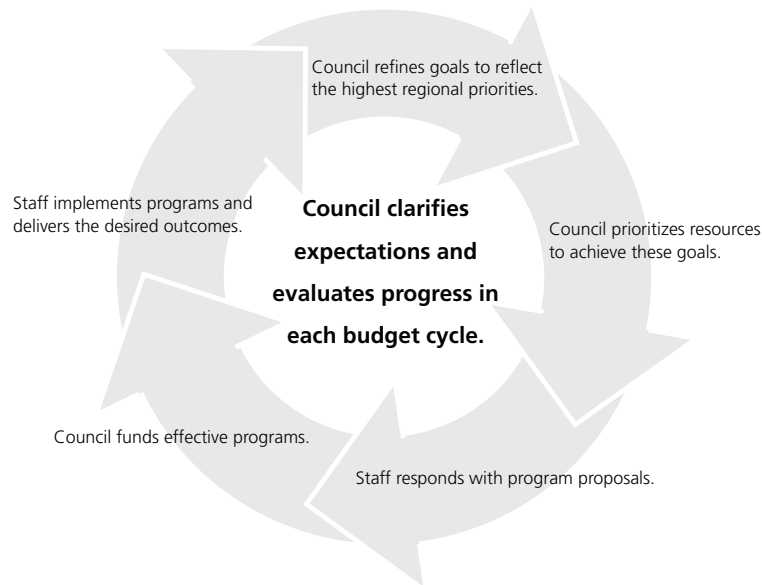 Council refines goals to reflect
the highest regional priorities.
Staff implements programs and
delivers the desired outcomes.
Council clarifies
expectations and
evaluates progress in
each budget cycle.
Council prioritizes resources
to achieve these goals.
Council funds effective programs.
Staff responds with program proposals.